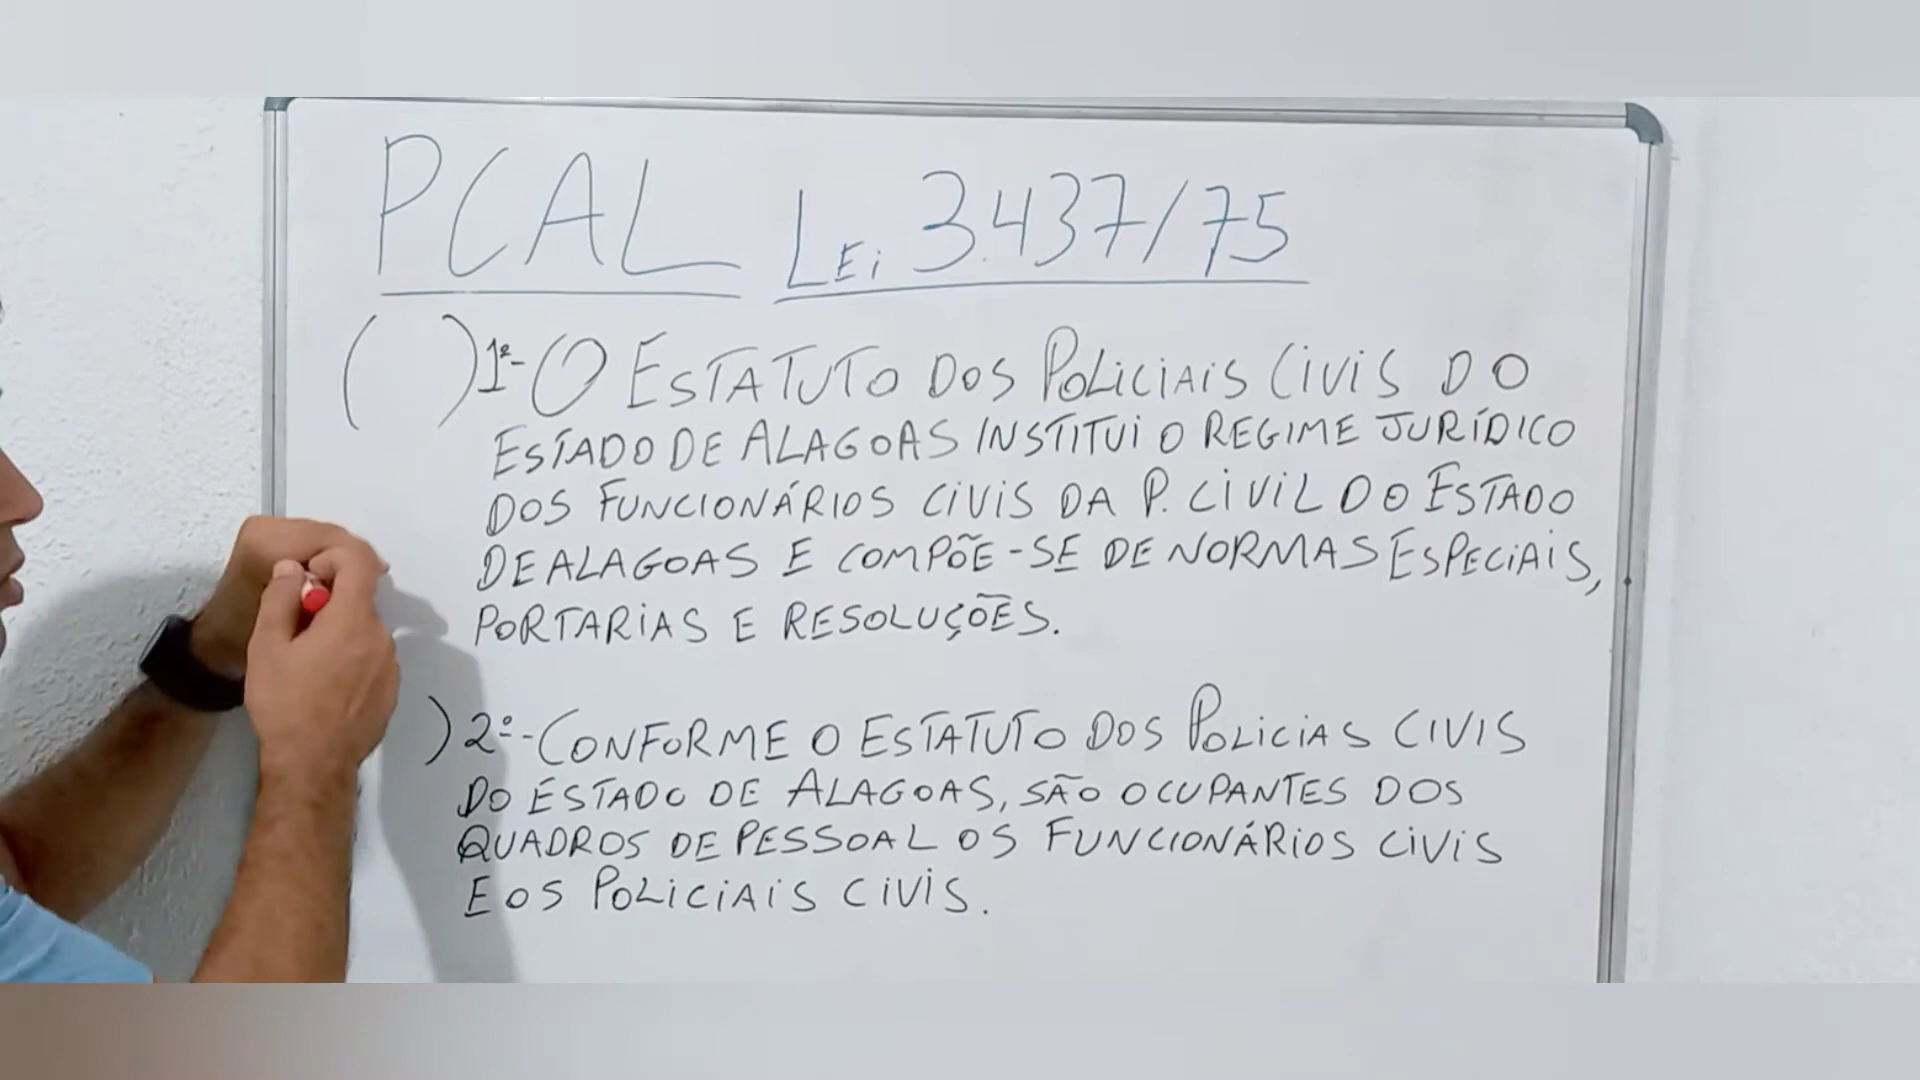 PCAL LEi 3.437/75
( ) 1º- O ESTATUTO DOS POLICIAIS CIVIS DO
ESTADO DE ALAGOAS INSTITUI O REGIME JURÍDICO
DOS FUNCIONÁRIOS CIVIS DA P. CIVIL DO ESTADO
DE ALAGOAS E COMPÕE-SE DE NORMAS ESPECIAIS,
PORTARIAS E RESOLUÇÕES.
) 2º-CONFORME O ESTATUTO DOS POLICIAS CIVIS
DO ESTADO DE ALAGOAS, SÃO OCUPANTES DOS
QUADROS DE PESSOAL OS FUNCIONÁRIOS CIVIS
E OS POLICIAIS CIVIS.